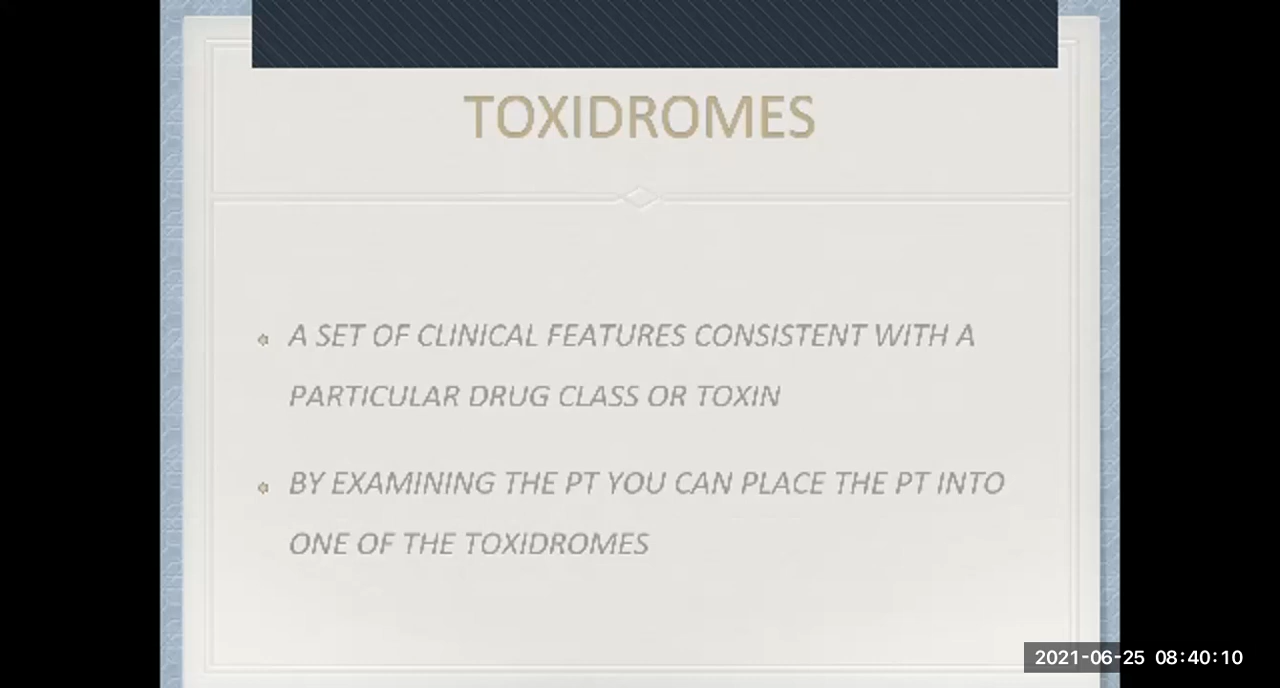 TOXIDROMES
A SET OF CLINICAL FEATURES CONSISTENT WITH A
PARTICULAR DRUG CLASS OR TOXIN
BY EXAMINING THE PT YOU CAN PLACE THE PT INTO
ONE OF THE TOXIDROMES
2021-06-25 08:40:10